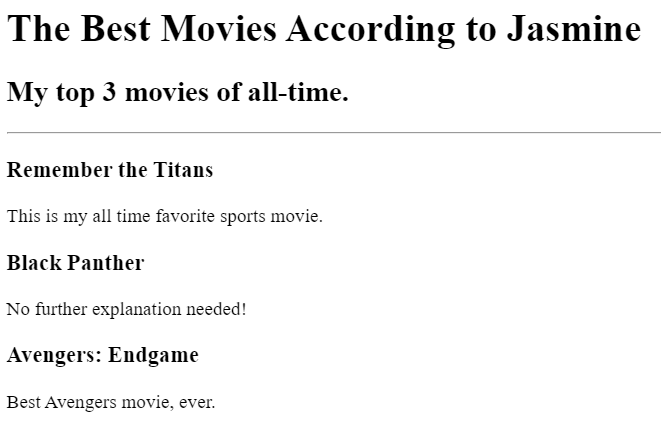 The Best Movies According to Jasmine
My top 3 movies of all-time.
Remember the Titans
This is my all time favorite sports movie.
Black Panther
No further explanation needed!
Avengers: Endgame
Best Avengers movie, ever.